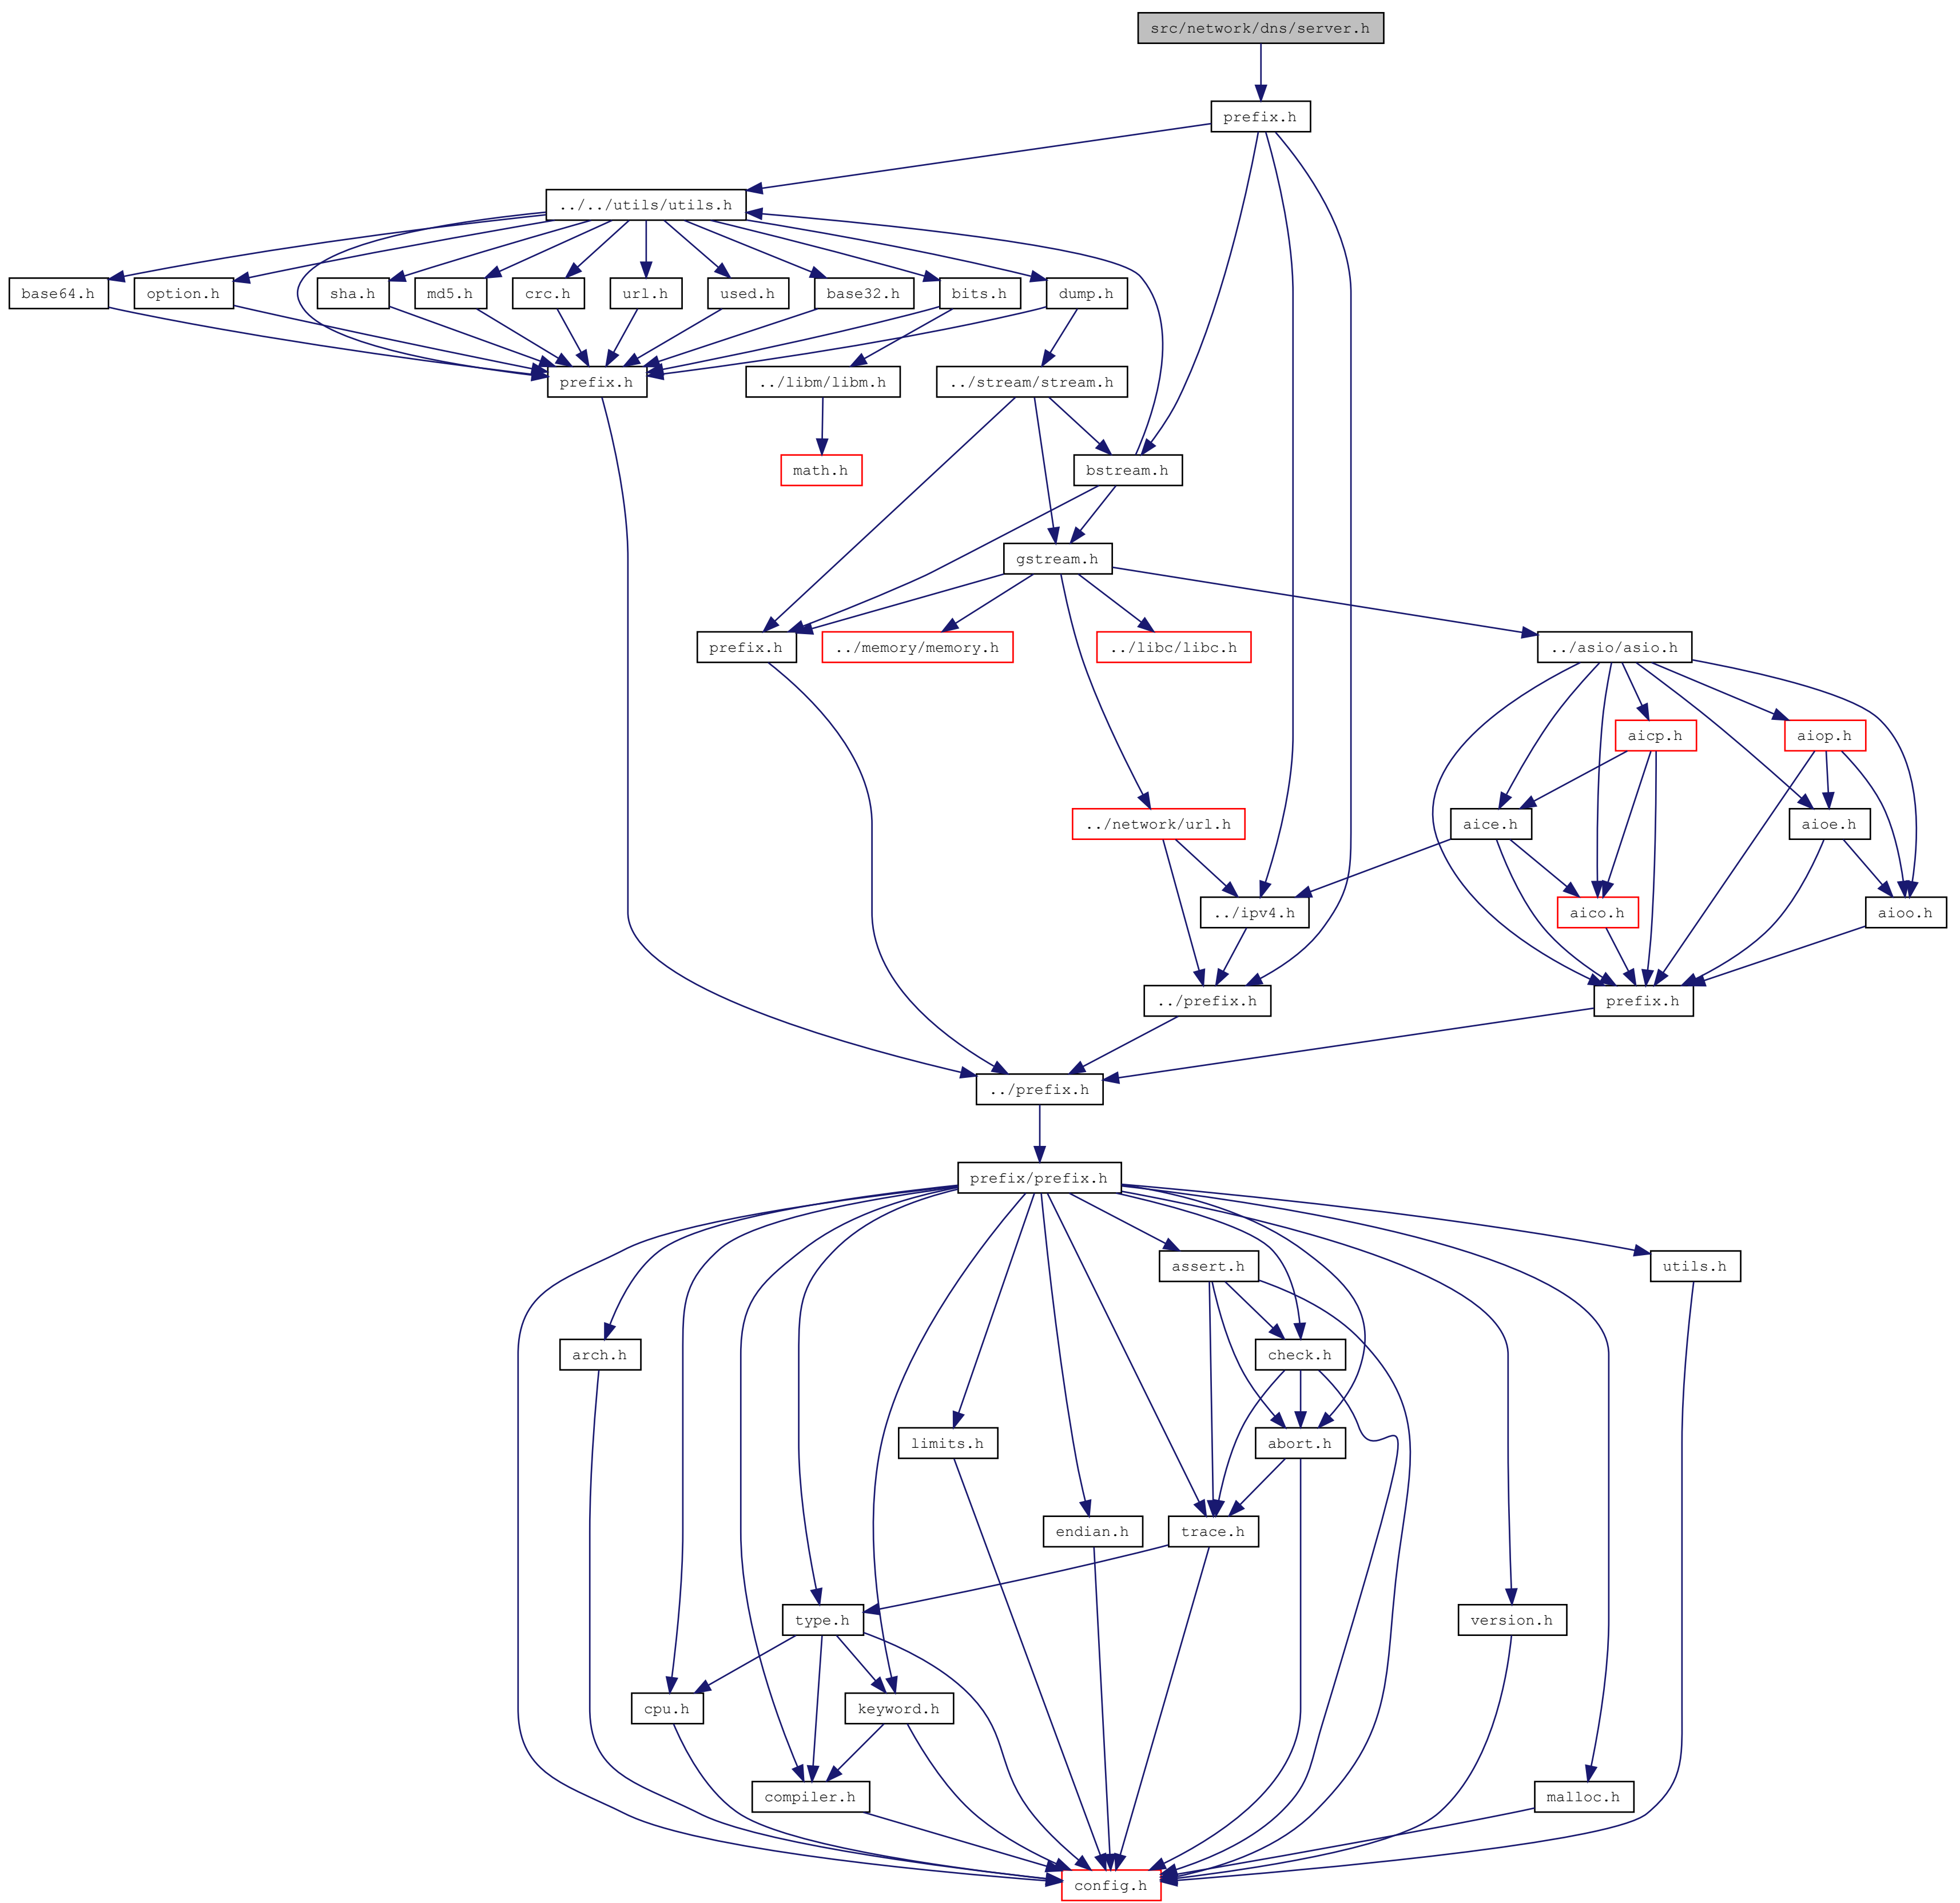 src/network/dns/server.h
prefix.h
../../utils/utils.h
base64.h
option.h
sha.h
md5.h
crc.h
url.h
used.h
base32.h
bits.h
dump.h
prefix.h
../libm/libm.h
../stream/stream.h
math.h
bstream.h
gstream.h
prefix.h
../memory/memory.h
../libc/libc.h
../asio/asio.h
aicp.h
aiop.h
../network/url.h
aice.h
aioe.h
../ipv4.h
aico.h
aioo.h
../prefix.h
prefix.h
../prefix.h
prefix/prefix.h
assert.h
utils.h
arch.h
check.h
limits.h
abort.h
endian.h
trace.h
type.h
version.h
cpu.h
keyword.h
compiler.h
malloc.h
config.h